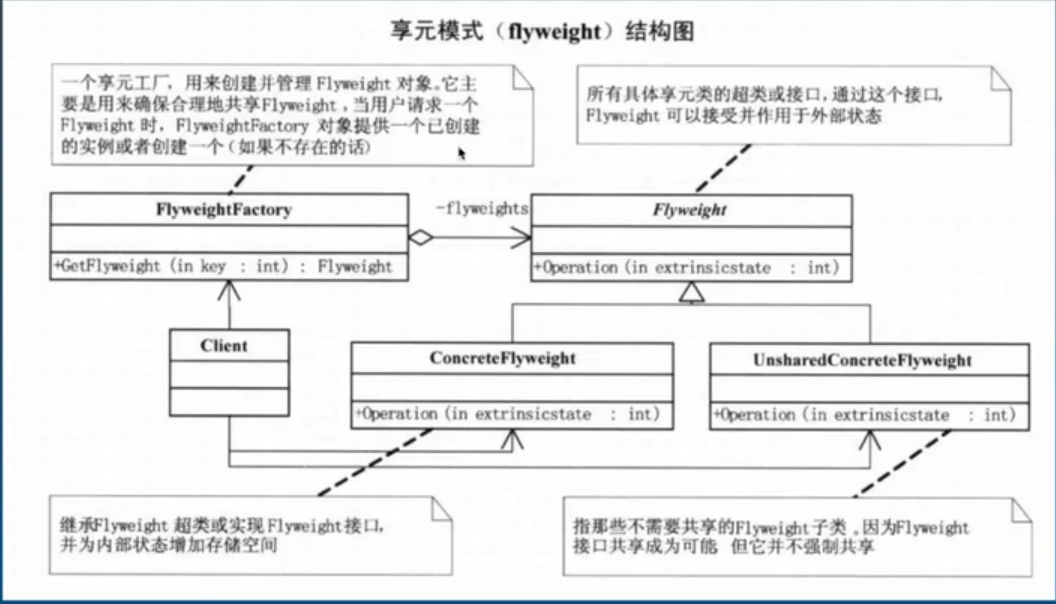 享元模式（flyweight）结构图
一个享元工厂，用来创建并管理 Flyweight 对象。它主
要是用来确保合理地共享Flyweight，当用户请求一个
Flyweight 时，FlyweightFactory 对象提供一个已创建
的实例或者创建一个(如果不存在的话)
所有具体享元类的超类或接口,通过这个接口,
Flyweight 可以接受并作用于外部状态
FlyweightFactory
+GetFlyweight (in key : int) : Flyweight
-flyweights
Flyweight
+Operation (in extrinsicstate : int)
Client
ConcreteFlyweight
+Operation (in extrinsicstate : int)
UnsharedConcreteFlyweight
+Operation (in extrinsicstate : int)
继承Flyweight 超类或实现 Flyweight接口,
并为内部状态增加存储空间
指那些不需要共享的Flyweight子类 。因为Flyweight
接口共享成为可能 但它并不强制共享